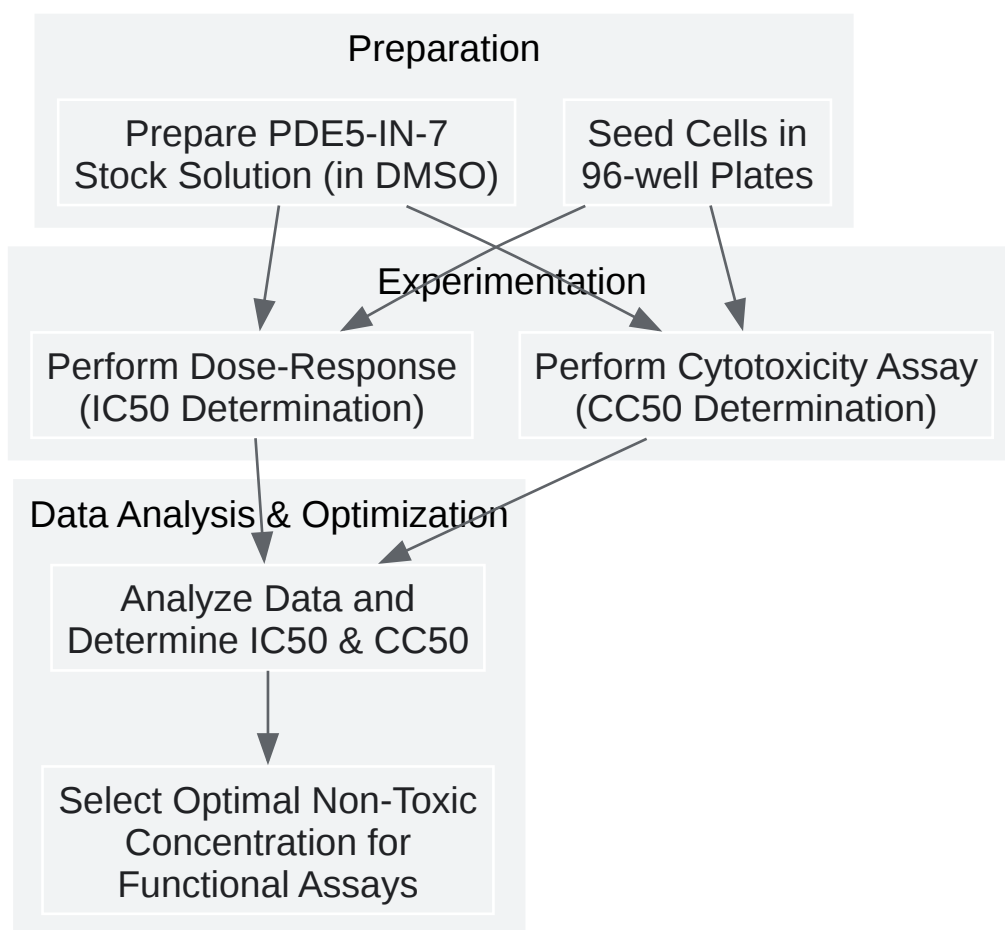 Preparation
Prepare PDE5-IN-7
Stock Solution (in DMSO)
Seed Cells in
96-well Plates
Experimentation
Perform Dose-Response
(IC50 Determination)
Perform Cytotoxicity Assay
(CC50 Determination)
Data Analysis & Optimization
Analyze Data and
Determine IC50 & CC50
Select Optimal Non-Toxic
Concentration for
Functional Assays